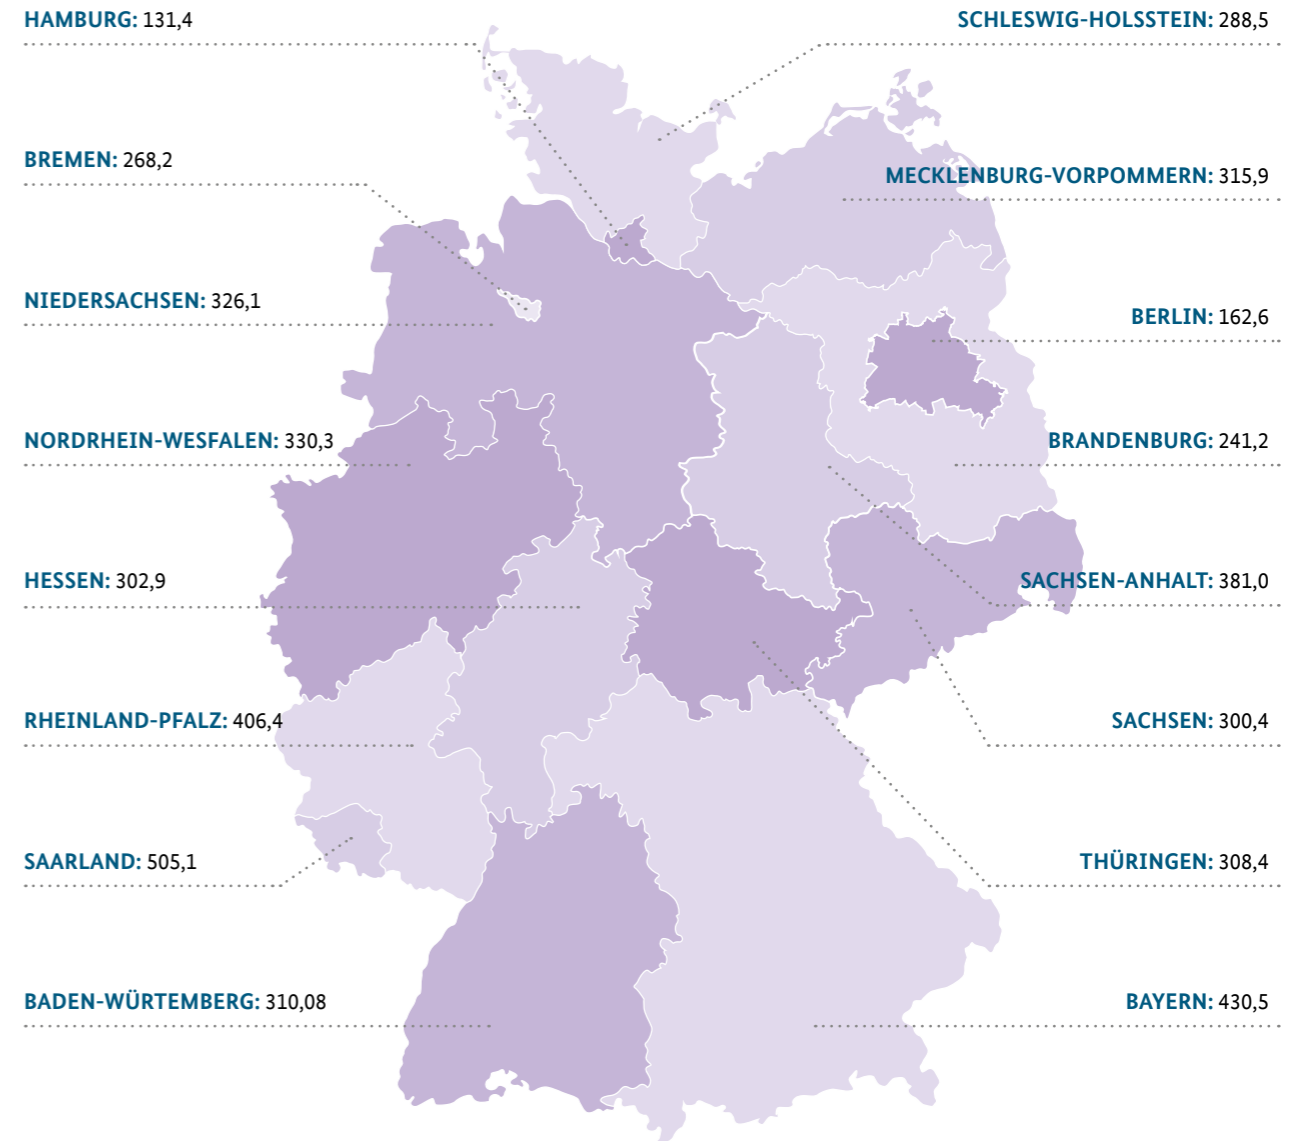 HAMBURG: 131,4
SCHLESWIG-HOLSSTEIN: 288,5
BREMEN: 268,2
MECKLENBURG-VORPOMMERN: 315,9
NIEDERSACHSEN: 326,1
BERLIN: 162,6
NORDRHEIN-WESFALEN: 330,3
BRANDENBURG: 241,2
HESSEN: 302,9
SACHSEN-ANHALT: 381,0
RHEINLAND-PFALZ: 406,4
SACHSEN: 300,4
SAARLAND: 505,1
THÜRINGEN: 308,4
BADEN-WÜRTEMBERG: 310,08
BAYERN: 430,5